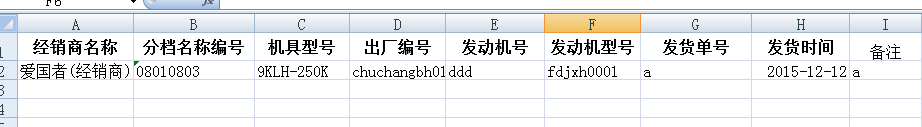 F6
fx
A B C D E F G H I
1 经销商名称 分档名称编号 机具型号 出厂编号 发动机号 发动机型号 发货单号 发货时间 备注
2 爱国者(经销商) 08010803 9KLH-250K chuchangbh01 ddd fdjxh0001 a 2015-12-12 a
3
4